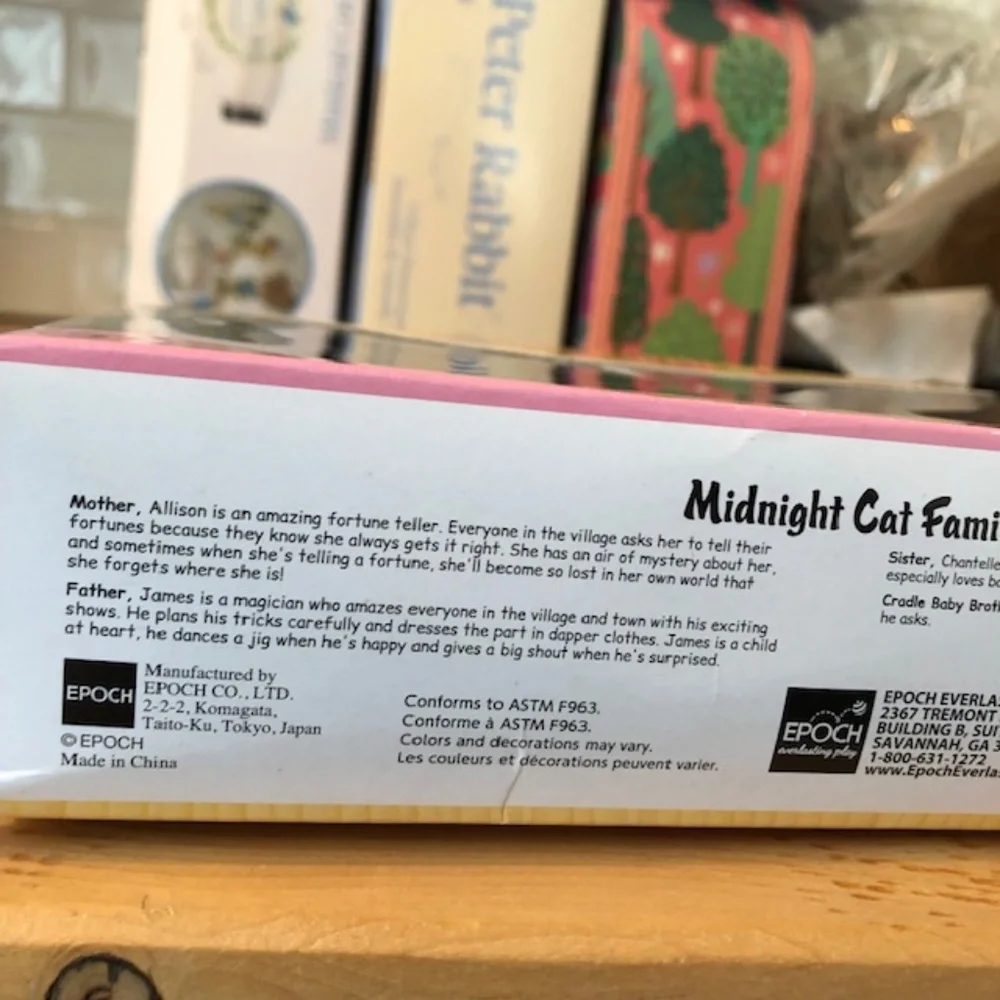 Peter Rabbit
Midnight Cat Fami
Mother, Allison is an amazing fortune teller. Everyone in the village asks her to tell their
fortunes because they know she always gets it right. She has an air of mystery about her,
and sometimes when she's telling a fortune, she'll become so lost in her own world that
she forgets where she is!
Father, James is a magician who amazes everyone in the village and town with his exciting
shows. He plans his tricks carefully and dresses the part in dapper clothes. James is a child
at heart, he dances a jig when he's happy and gives a big shout when he's surprised.
Sister, Chantelle
especially loves ba
Cradle Baby Brot
he asks.
EPOCH
Manufactured by
EPOCH CO., LTD.
2-2-2, Komagata,
Taito-Ku, Tokyo, Japan
© EPOCH
Made in China
Conforms to ASTM F963.
Conforme à ASTM F963.
Colors and decorations may vary.
Les couleurs et décorations peuvent varier.
EPOCH
everlasting play
EPOCH EVERLA
2367 TREMONT
BUILDING B, SUI
SAVANNAH, GA 3
1-800-631-1272
www.EpochEverla